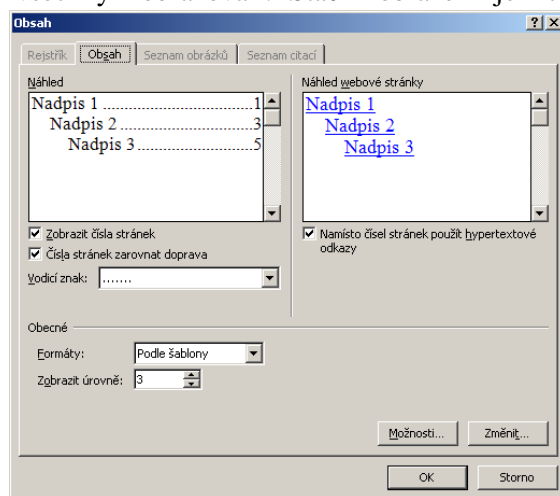 Obsah
Rejstřík Obsah Seznam obrázků Seznam citací
Náhled
Nadpis 1 ................................1
Nadpis 2 ............................3
Nadpis 3.........................5
Zobrazit čísla stránek
Čísla stránek zarovnat doprava
Vodicí znak: .......
Náhled webové stránky
Nadpis 1
Nadpis 2
Nadpis 3
Namísto čísel stránek použít hypertextové
odkazy
Obecné
Formáty: Podle šablony
Zobrazit úrovně: 3
Možnosti... Změnit...
OK Storno